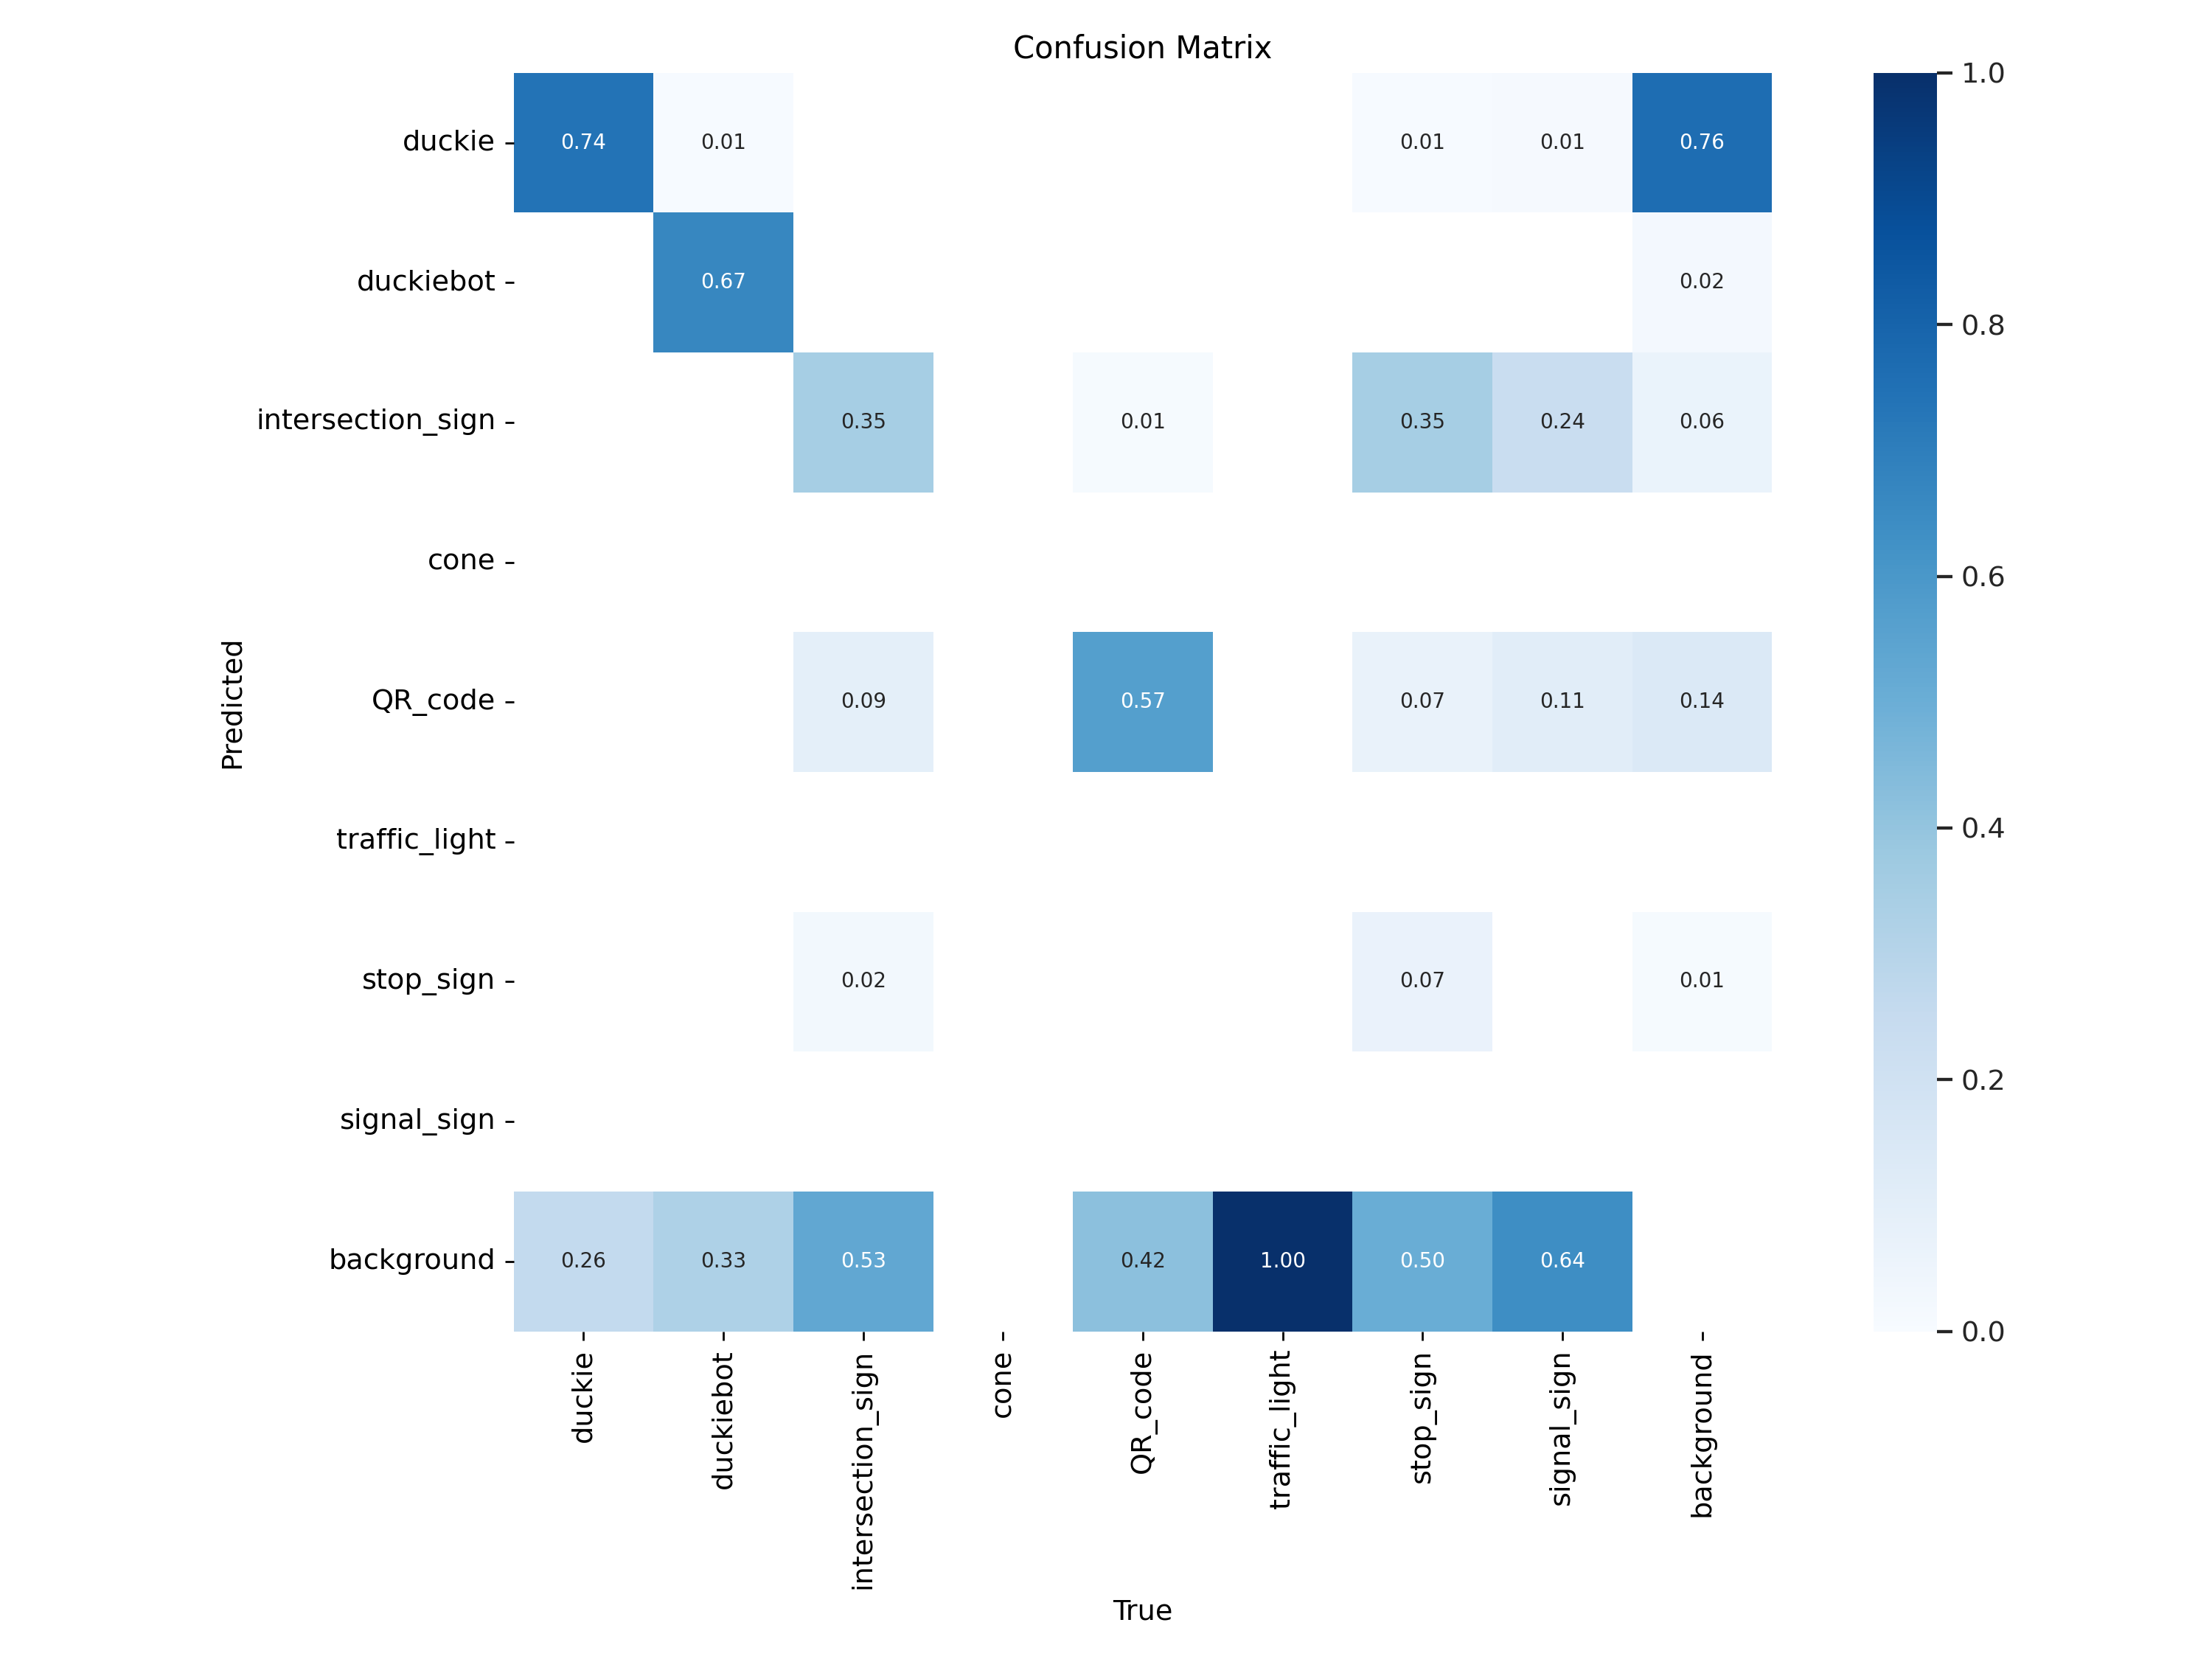 Confusion Matrix
duckie 0.74 0.01 0.01 0.01 0.76
duckiebot 0.67 0.02
intersection_sign 0.35 0.01 0.35 0.24 0.06
cone
QR_code 0.09 0.57 0.07 0.11 0.14
traffic_light
stop_sign 0.02 0.07 0.01
signal_sign
background 0.26 0.33 0.53 0.42 1.00 0.50 0.64
Predicted
duckie duckiebot intersection_sign cone QR_code traffic_light stop_sign signal_sign background
True
1.0
0.8
0.6
0.4
0.2
0.0